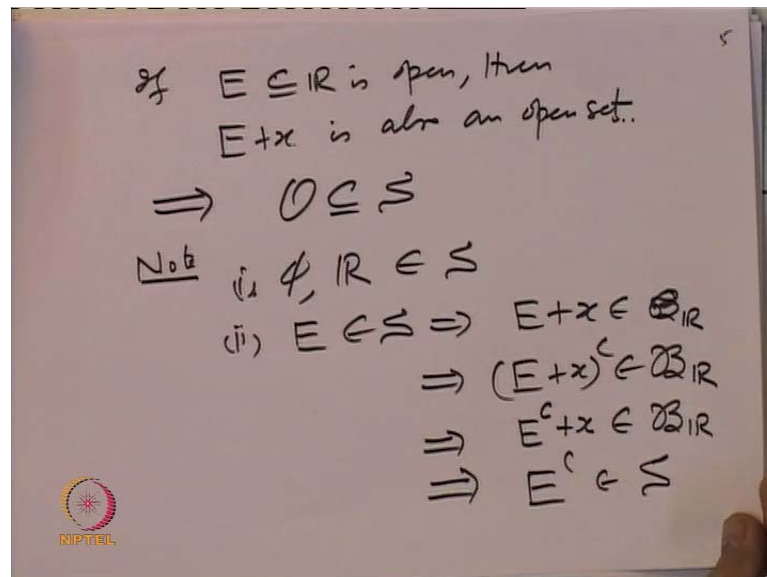 5
If E ⊆ ℝ is open, then
E+x is also an open set..
⟹ O ⊆ S
Note (i) φ, ℝ ∈ S
(ii) E ∈ S ⟹ E+x ∈ 𝓑ℝ
⟹ (E+x)ᶜ ∈ 𝓑ℝ
⟹ Eᶜ+x ∈ 𝓑ℝ
⟹ Eᶜ ∈ S
NPTEL